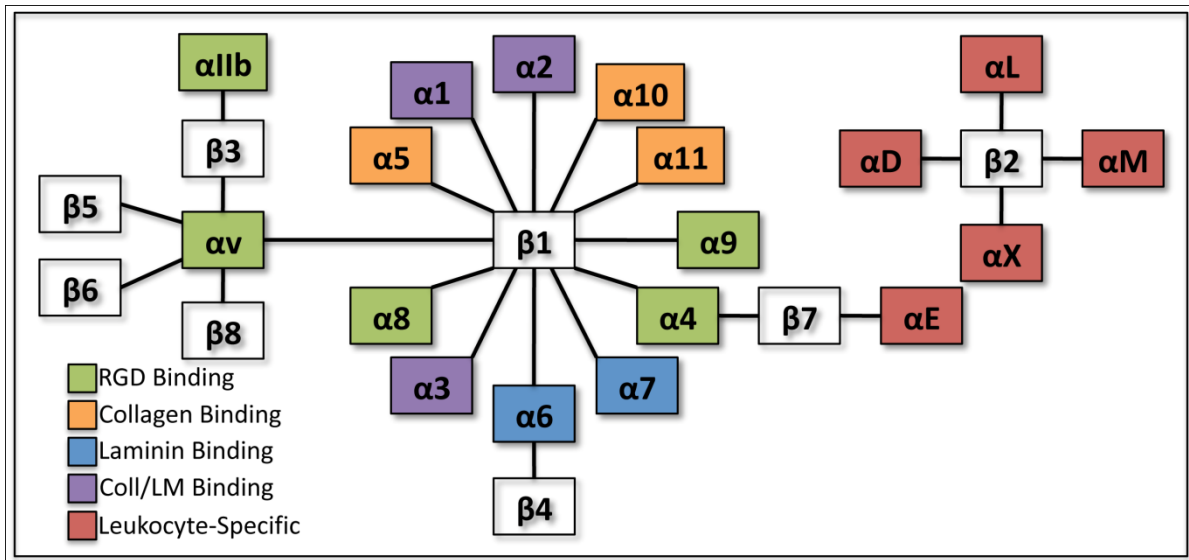 αIIb
α2
αL
α1
α10
β3
α5
α11
αD
β2
αM
β5
αv
β1
α9
αX
β6
α8
α4
β7
αE
β8
α3
α6
α7
β4
RGD Binding
Collagen Binding
Laminin Binding
Coll/LM Binding
Leukocyte-Specific